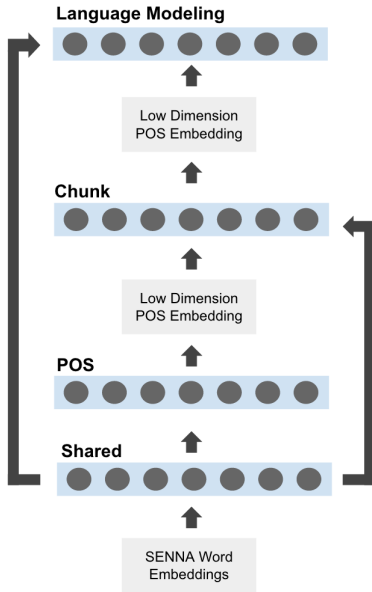 Language Modeling
Low Dimension
POS Embedding
Chunk
Low Dimension
POS Embedding
POS
Shared
SENNA Word
Embeddings